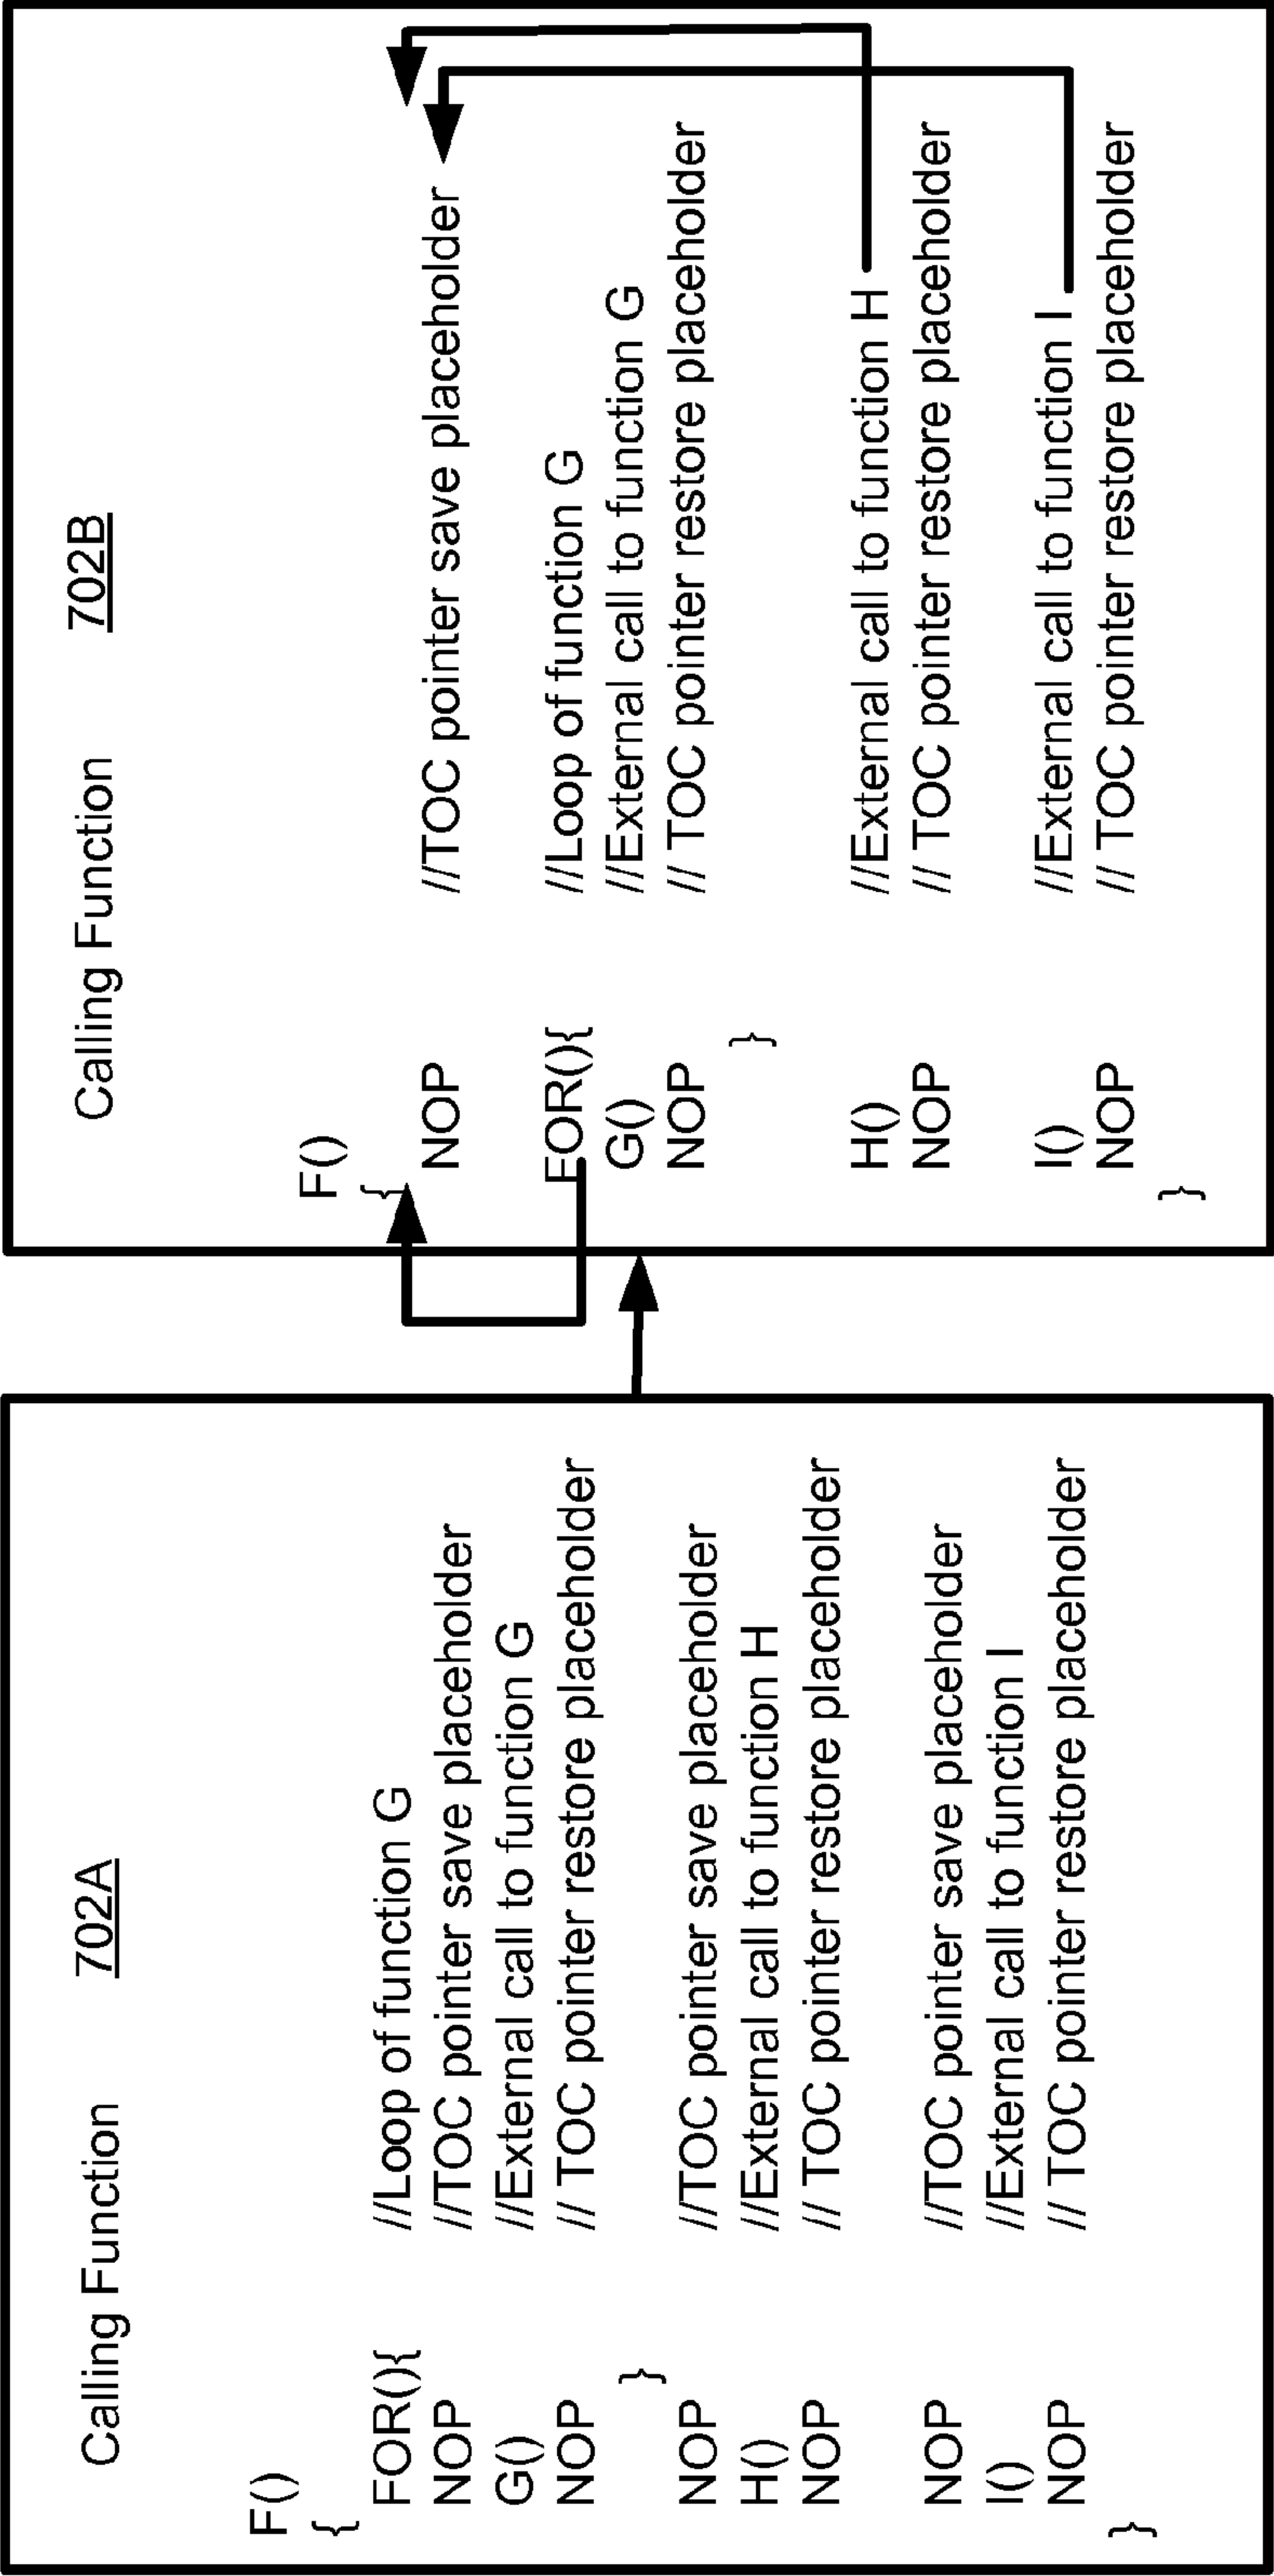 Calling Function 702A
F()
{
FOR(){ //Loop of function G
NOP //TOC pointer save placeholder
G() //External call to function G
NOP // TOC pointer restore placeholder
}
NOP //TOC pointer save placeholder
H() //External call to function H
NOP // TOC pointer restore placeholder
NOP //TOC pointer save placeholder
I() //External call to function I
NOP // TOC pointer restore placeholder
}
Calling Function 702B
F()
{
NOP //TOC pointer save placeholder
FOR(){ //Loop of function G
G() //External call to function G
NOP // TOC pointer restore placeholder
}
H() //External call to function H
NOP // TOC pointer restore placeholder
I() //External call to function I
NOP // TOC pointer restore placeholder
}